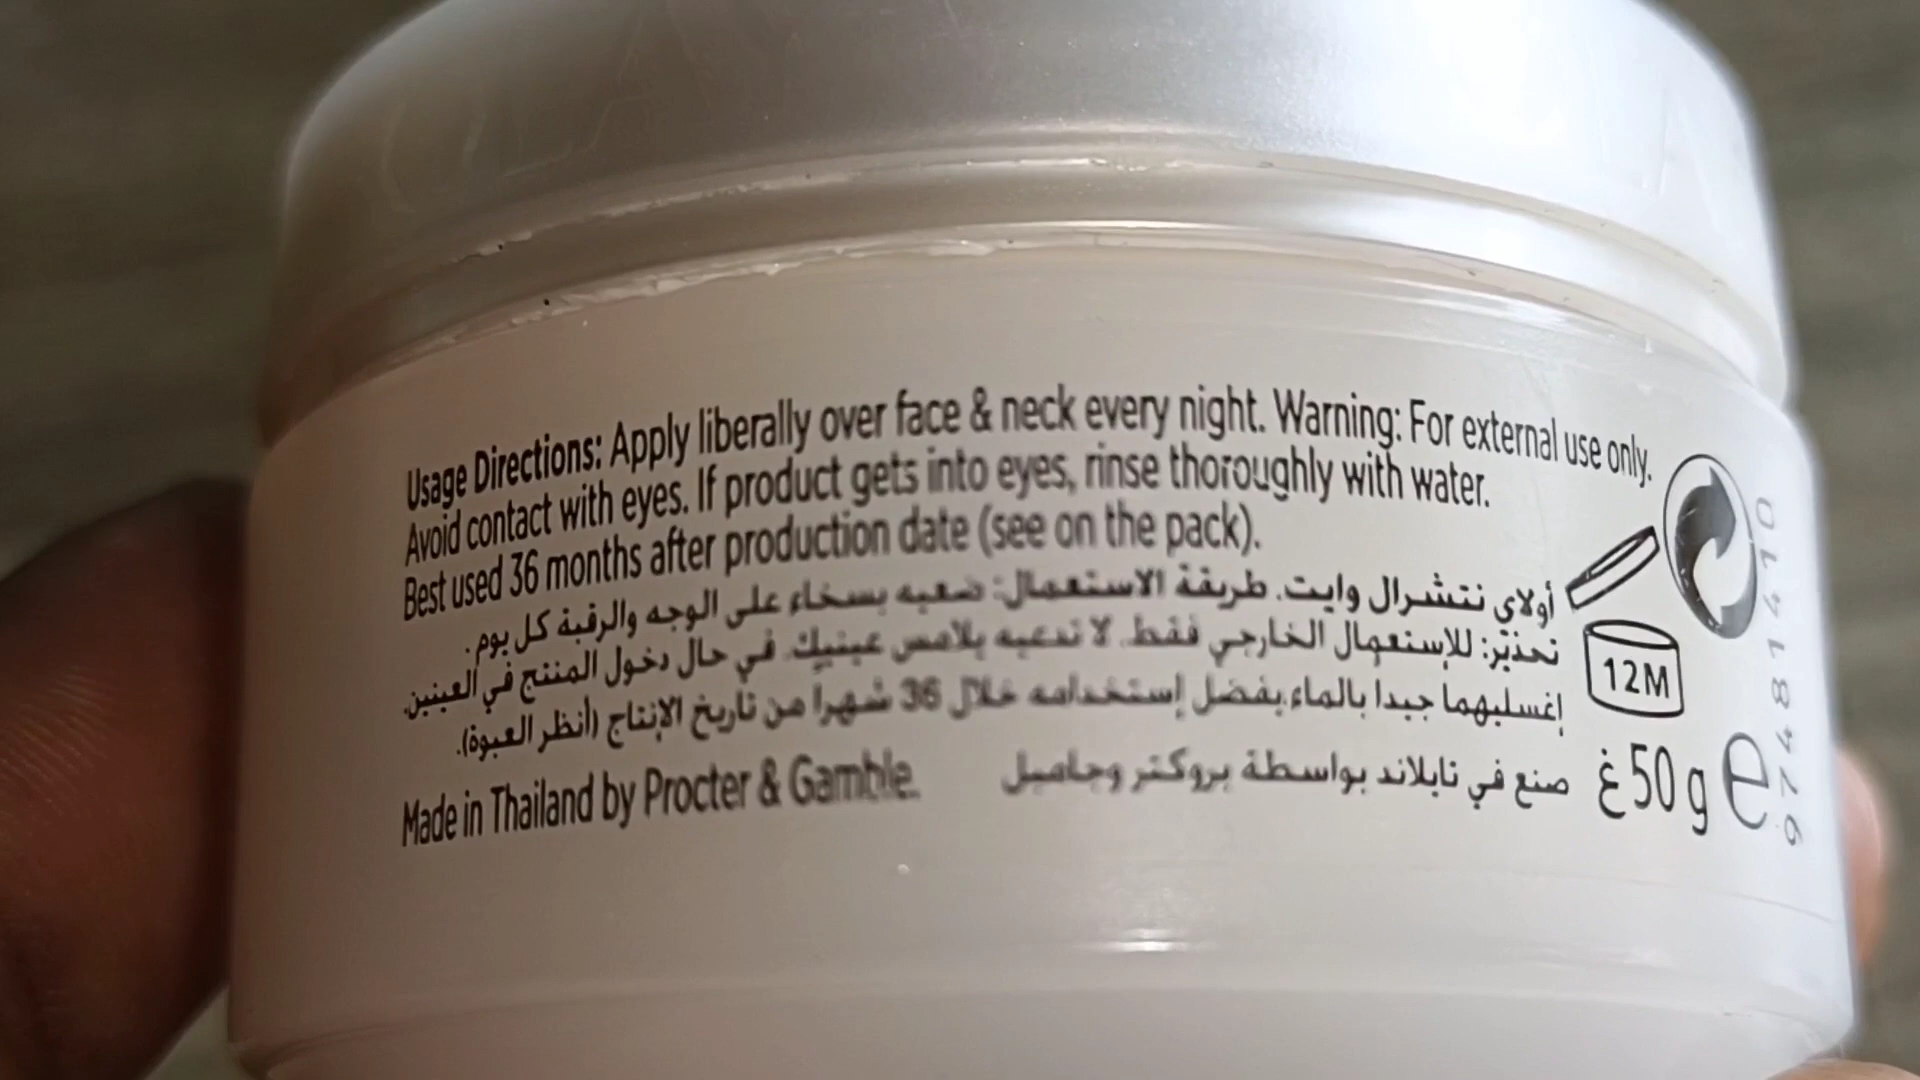 Usage Directions: Apply liberally over face & neck every night. Warning: For external use only.
Avoid contact with eyes. If product gets into eyes, rinse thoroughly with water.
Best used 36 months after production date (see on the pack).
أولاي نتشرال وايت. طريقة الاستعمال: ضعيه بسخاء على الوجه والرقبة كل يوم.
تحذير: للإستعمال الخارجي فقط. لا تدعيه يلامس عينيك. في حال دخول المنتج في العينين،
إغسليهما جيدا بالماء.يفضل إستخدامه خلال 36 شهرا من تاريخ الإنتاج (أنظر العبوة).
12M
Made in Thailand by Procter & Gamble.
صنع في تايلاند بواسطة بروكتر وجامبل
50 g غ e
97481410